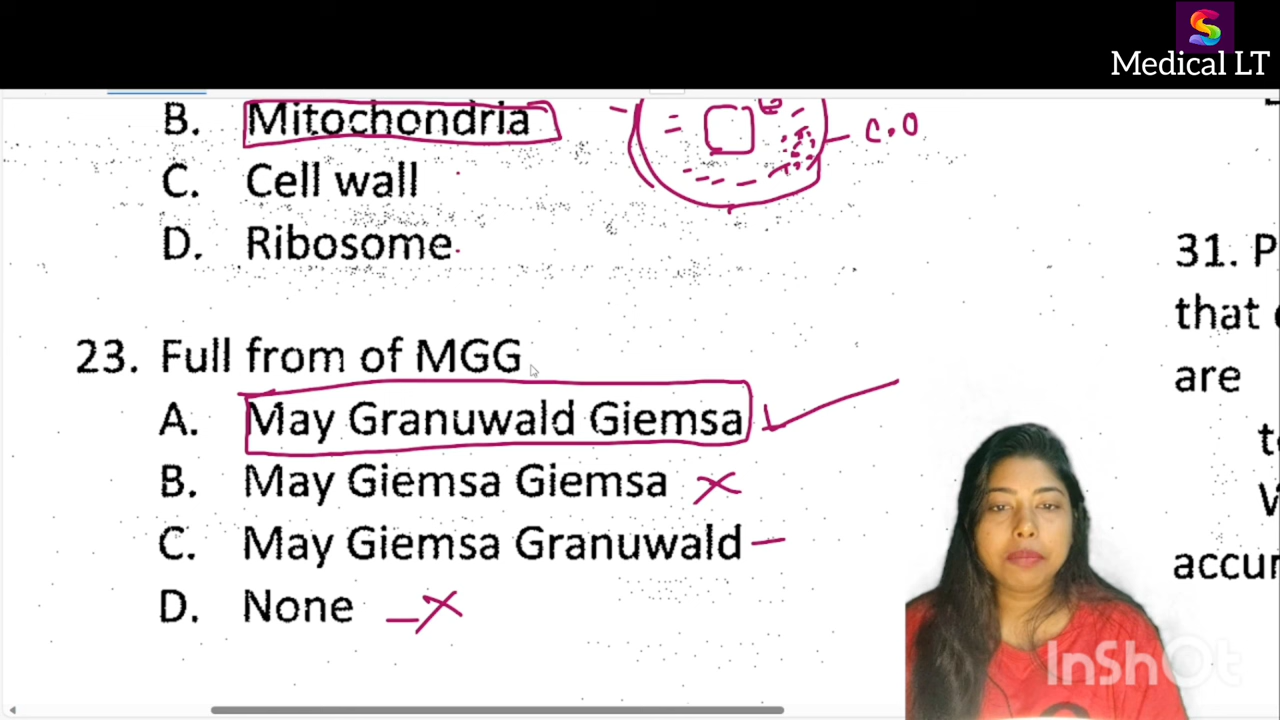 Medical LT
B. Mitochondria
C.O
C. Cell wall
D. Ribosome
23. Full from of MGG
A. May Granuwald Giemsa
B. May Giemsa Giemsa
C. May Giemsa Granuwald
D. None
31. P
that
are
accur
InShOt